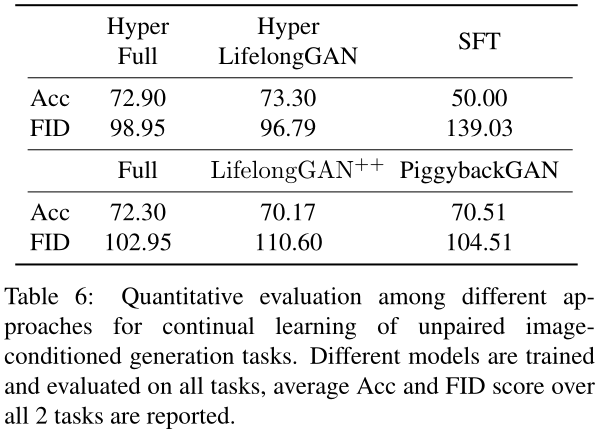 Hyper Full Hyper LifelongGAN SFT
Acc 72.90 73.30 50.00
FID 98.95 96.79 139.03
Full LifelongGAN++ PiggybackGAN
Acc 72.30 70.17 70.51
FID 102.95 110.60 104.51
Table 6: Quantitative evaluation among different ap-
proaches for continual learning of unpaired image-
conditioned generation tasks. Different models are trained
and evaluated on all tasks, average Acc and FID score over
all 2 tasks are reported.